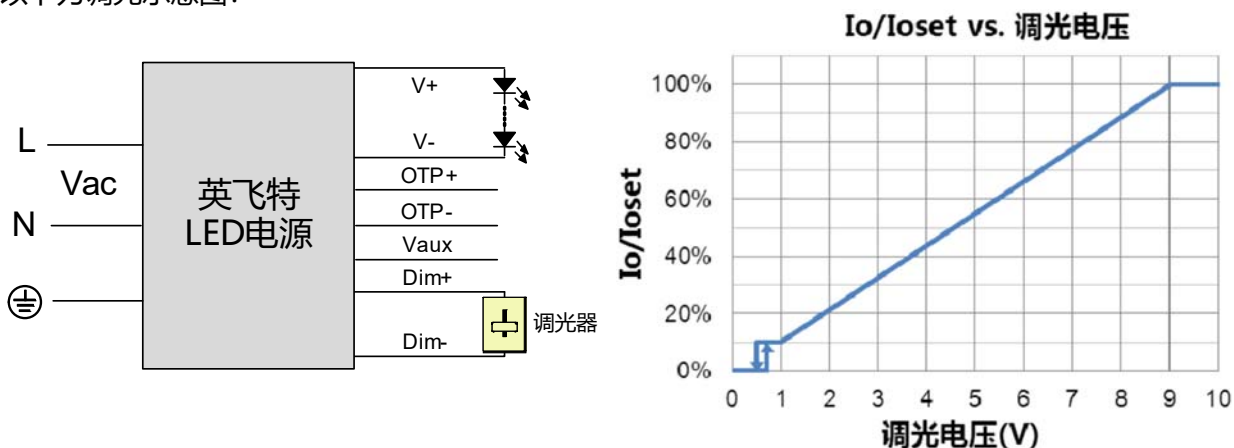 Io/Ioset vs. 调光电压
L
Vac
N
英飞特
LED电源
V+
V-
OTP+
OTP-
Vaux
Dim+
Dim-
调光器
Io/Ioset
100%
80%
60%
40%
20%
0%
0 1 2 3 4 5 6 7 8 9 10
调光电压(V)